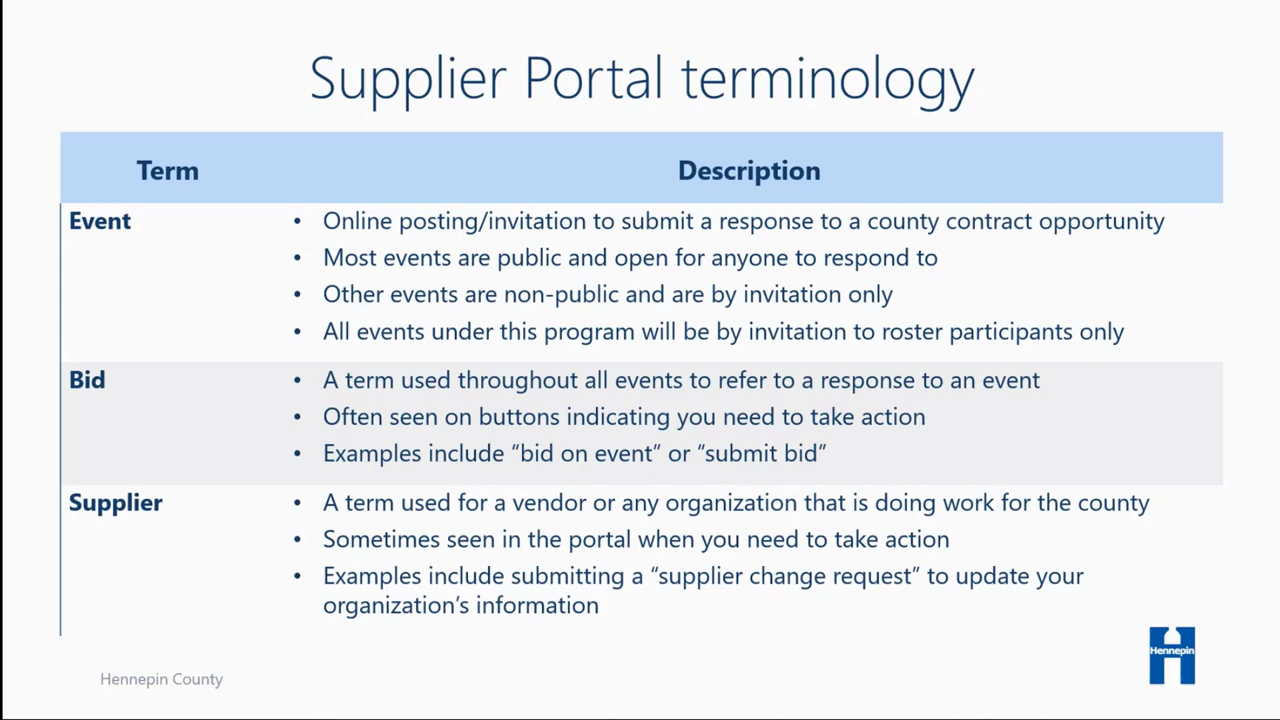 Supplier Portal terminology
Term Description
Event
• Online posting/invitation to submit a response to a county contract opportunity
• Most events are public and open for anyone to respond to
• Other events are non-public and are by invitation only
• All events under this program will be by invitation to roster participants only
Bid
• A term used throughout all events to refer to a response to an event
• Often seen on buttons indicating you need to take action
• Examples include “bid on event” or “submit bid”
Supplier
• A term used for a vendor or any organization that is doing work for the county
• Sometimes seen in the portal when you need to take action
• Examples include submitting a “supplier change request” to update your
organization’s information
Hennepin
Hennepin County